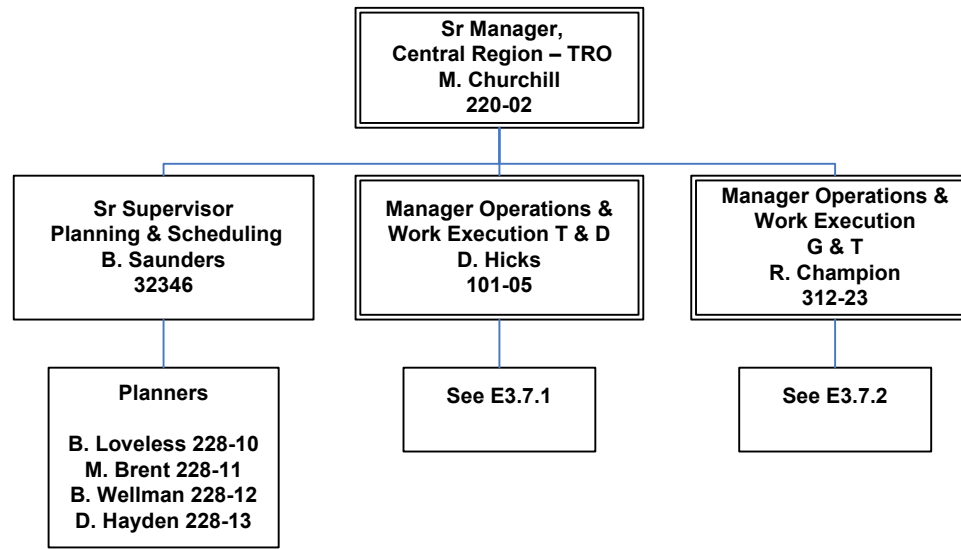 Sr Manager,
Central Region – TRO
M. Churchill
220-02
Sr Supervisor
Planning & Scheduling
B. Saunders
32346
Manager Operations &
Work Execution T & D
D. Hicks
101-05
Manager Operations &
Work Execution
G & T
R. Champion
312-23
Planners
B. Loveless 228-10
M. Brent 228-11
B. Wellman 228-12
D. Hayden 228-13
See E3.7.1
See E3.7.2